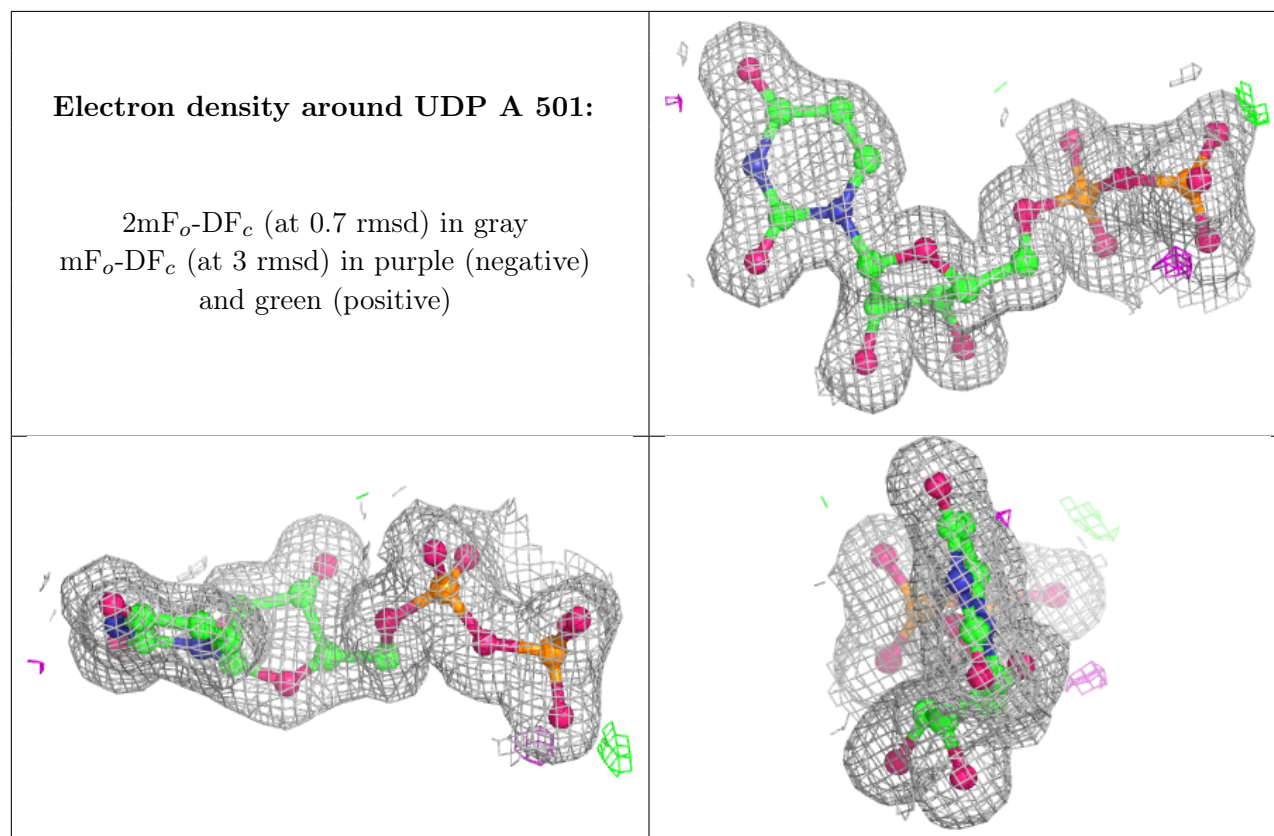 Electron density around UDP A 501:
2mFo-DFc (at 0.7 rmsd) in gray
mFo-DFc (at 3 rmsd) in purple (negative)
and green (positive)